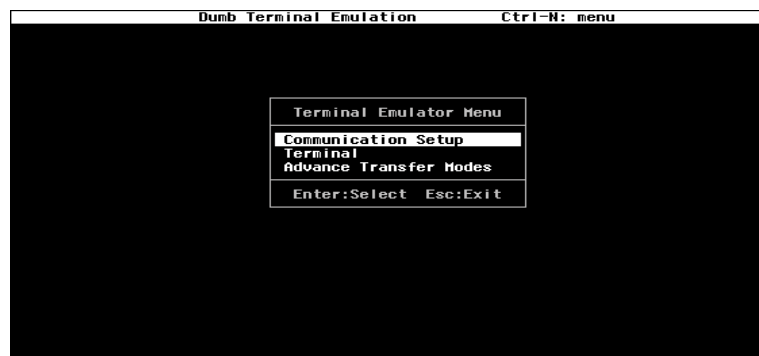 Dumb Terminal Emulation Ctrl-N: menu
Terminal Emulator Menu
Communication Setup
Terminal
Advance Transfer Modes
Enter:Select Esc:Exit